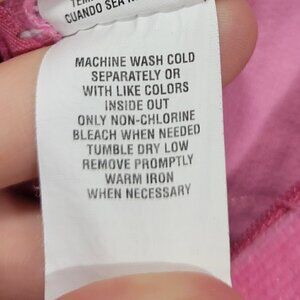 CUANDO SEA
MACHINE WASH COLD
SEPARATELY OR
WITH LIKE COLORS
INSIDE OUT
ONLY NON-CHLORINE
BLEACH WHEN NEEDED
TUMBLE DRY LOW
REMOVE PROMPTLY
WARM IRON
WHEN NECESSARY